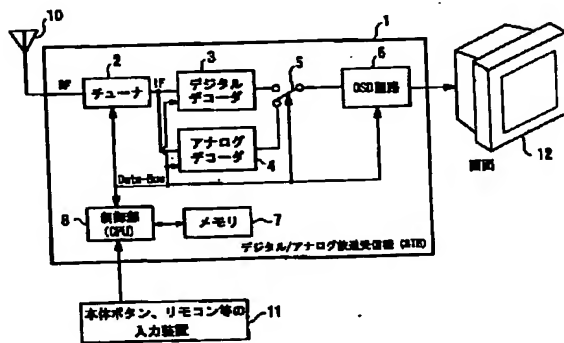 10
1
2
3
5
6
RF
チューナ
IF
デジタル
デコーダ
OSD回路
アナログ
デコーダ
4
画面
12
Data-Bus
8
制御部
(CPU)
メモリ
7
デジタル/アナログ放送受信機 (STB)
本体ボタン、リモコン等の
入力装置
11